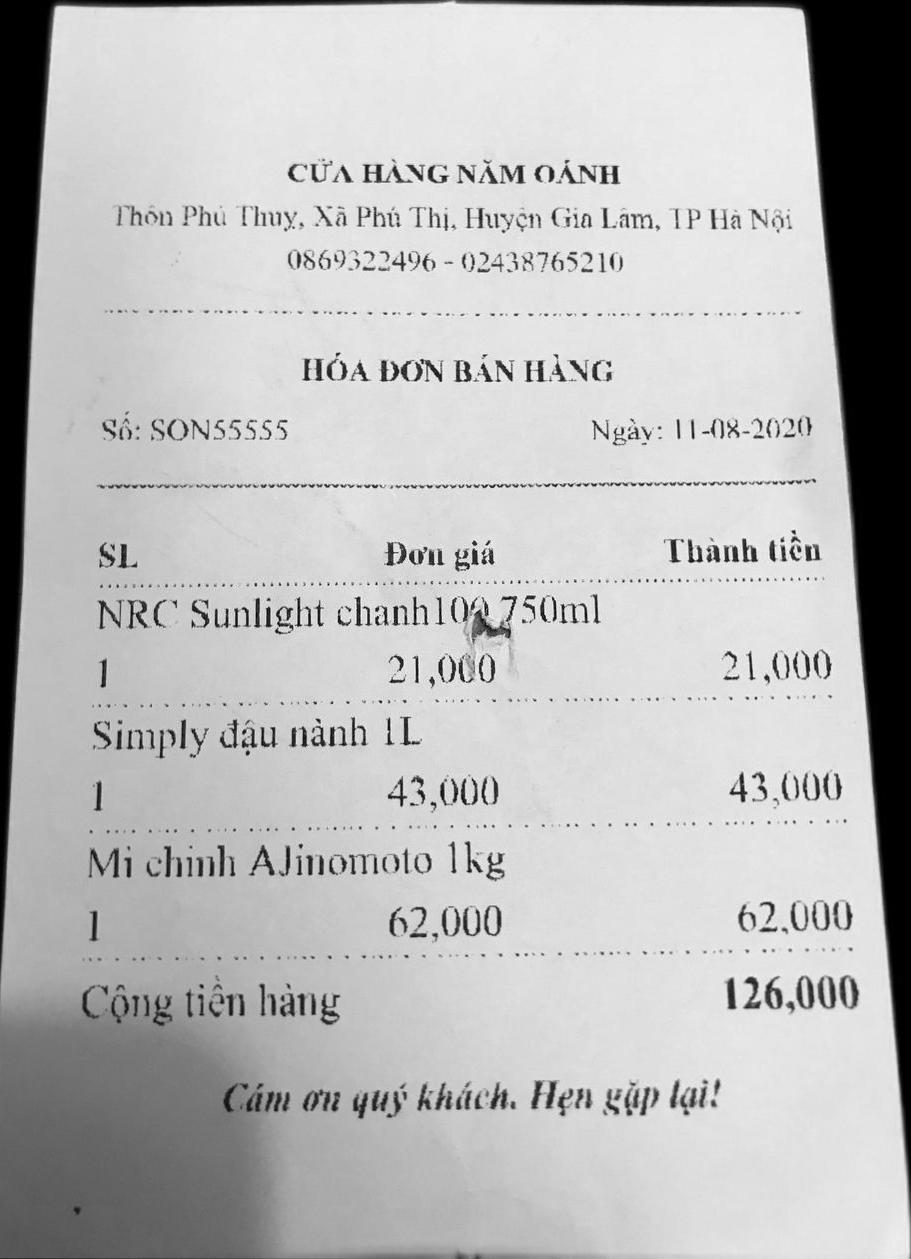 CỬA HÀNG NĂM OÁNH
Thôn Phú Thụy, Xã Phú Thị, Huyện Gia Lâm, TP Hà Nội
0869322496 - 02438765210
HÓA ĐƠN BÁN HÀNG
Số: SON55555 Ngày: 11-08-2020
SL Đơn giá Thành tiền
NRC Sunlight chanh100 750ml
1 21,000 21,000
Simply đậu nành 1L
1 43,000 43,000
Mì chính AJinomoto 1kg
1 62,000 62,000
Cộng tiền hàng 126,000
Cám ơn quý khách. Hẹn gặp lại!